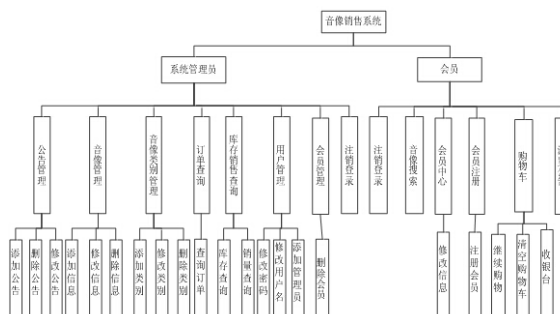 音像销售系统
系统管理员
会员
公告管理
音像管理
音像类别管理
订单查询
库存销售查询
用户管理
会员管理
注销登录
注销登录
音像搜索
会员中心
会员注册
购物车
添加公告
删除公告
修改公告
添加信息
修改信息
删除信息
添加类别
修改类别
删除类别
查询订单
库存查询
销量查询
修改密码
修改用户名
添加管理员
删除会员
修改信息
注册会员
继续购物
清空购物车
收银台